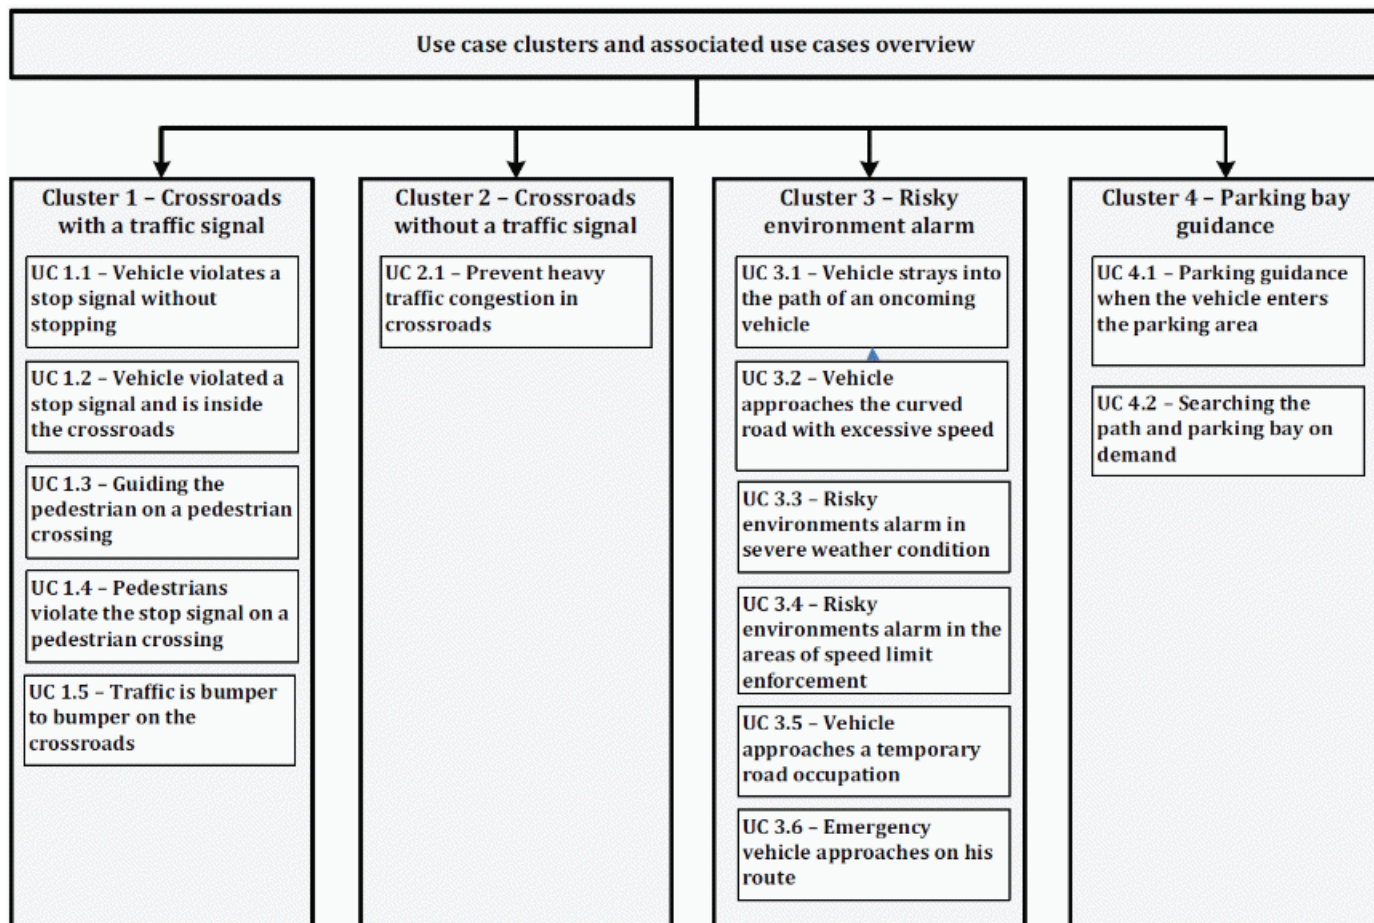 Use case clusters and associated use cases overview
Cluster 1 – Crossroads
with a traffic signal
UC 1.1 – Vehicle violates a
stop signal without
stopping
UC 1.2 – Vehicle violated a
stop signal and is inside
the crossroads
UC 1.3 – Guiding the
pedestrian on a pedestrian
crossing
UC 1.4 – Pedestrians
violate the stop signal on a
pedestrian crossing
UC 1.5 – Traffic is bumper
to bumper on the
crossroads
Cluster 2 – Crossroads
without a traffic signal
UC 2.1 – Prevent heavy
traffic congestion in
crossroads
Cluster 3 – Risky
environment alarm
UC 3.1 – Vehicle strays into
the path of an oncoming
vehicle
UC 3.2 – Vehicle
approaches the curved
road with excessive speed
UC 3.3 – Risky
environments alarm in
severe weather condition
UC 3.4 – Risky
environments alarm in the
areas of speed limit
enforcement
UC 3.5 – Vehicle
approaches a temporary
road occupation
UC 3.6 – Emergency
vehicle approaches on his
route
Cluster 4 – Parking bay
guidance
UC 4.1 – Parking guidance
when the vehicle enters
the parking area
UC 4.2 – Searching the
path and parking bay on
demand